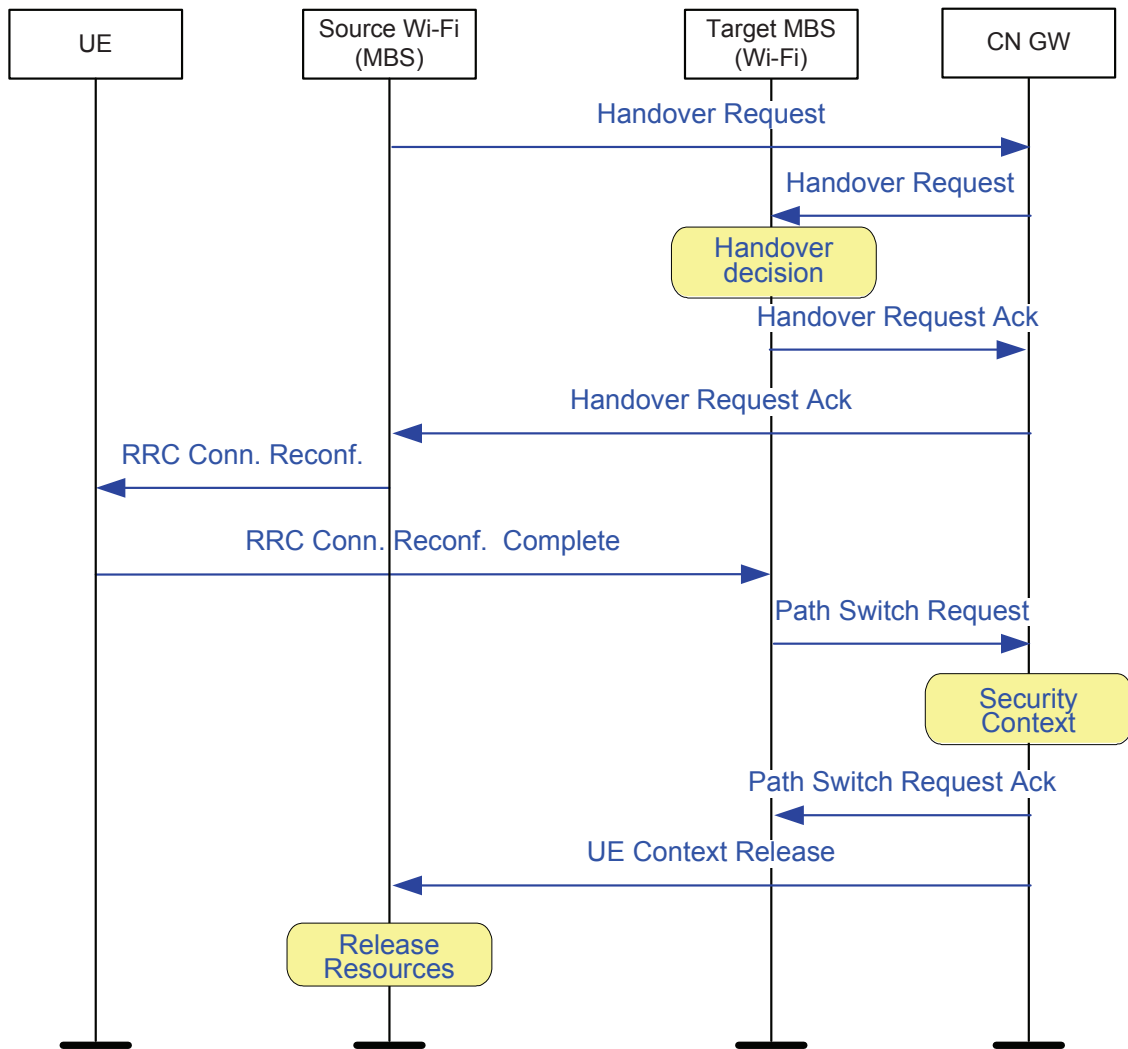 UE
Source Wi-Fi
(MBS)
Target MBS
(Wi-Fi)
CN GW
Handover Request
Handover Request
Handover
decision
Handover Request Ack
Handover Request Ack
RRC Conn. Reconf.
RRC Conn. Reconf. Complete
Path Switch Request
Security
Context
Path Switch Request Ack
UE Context Release
Release
Resources